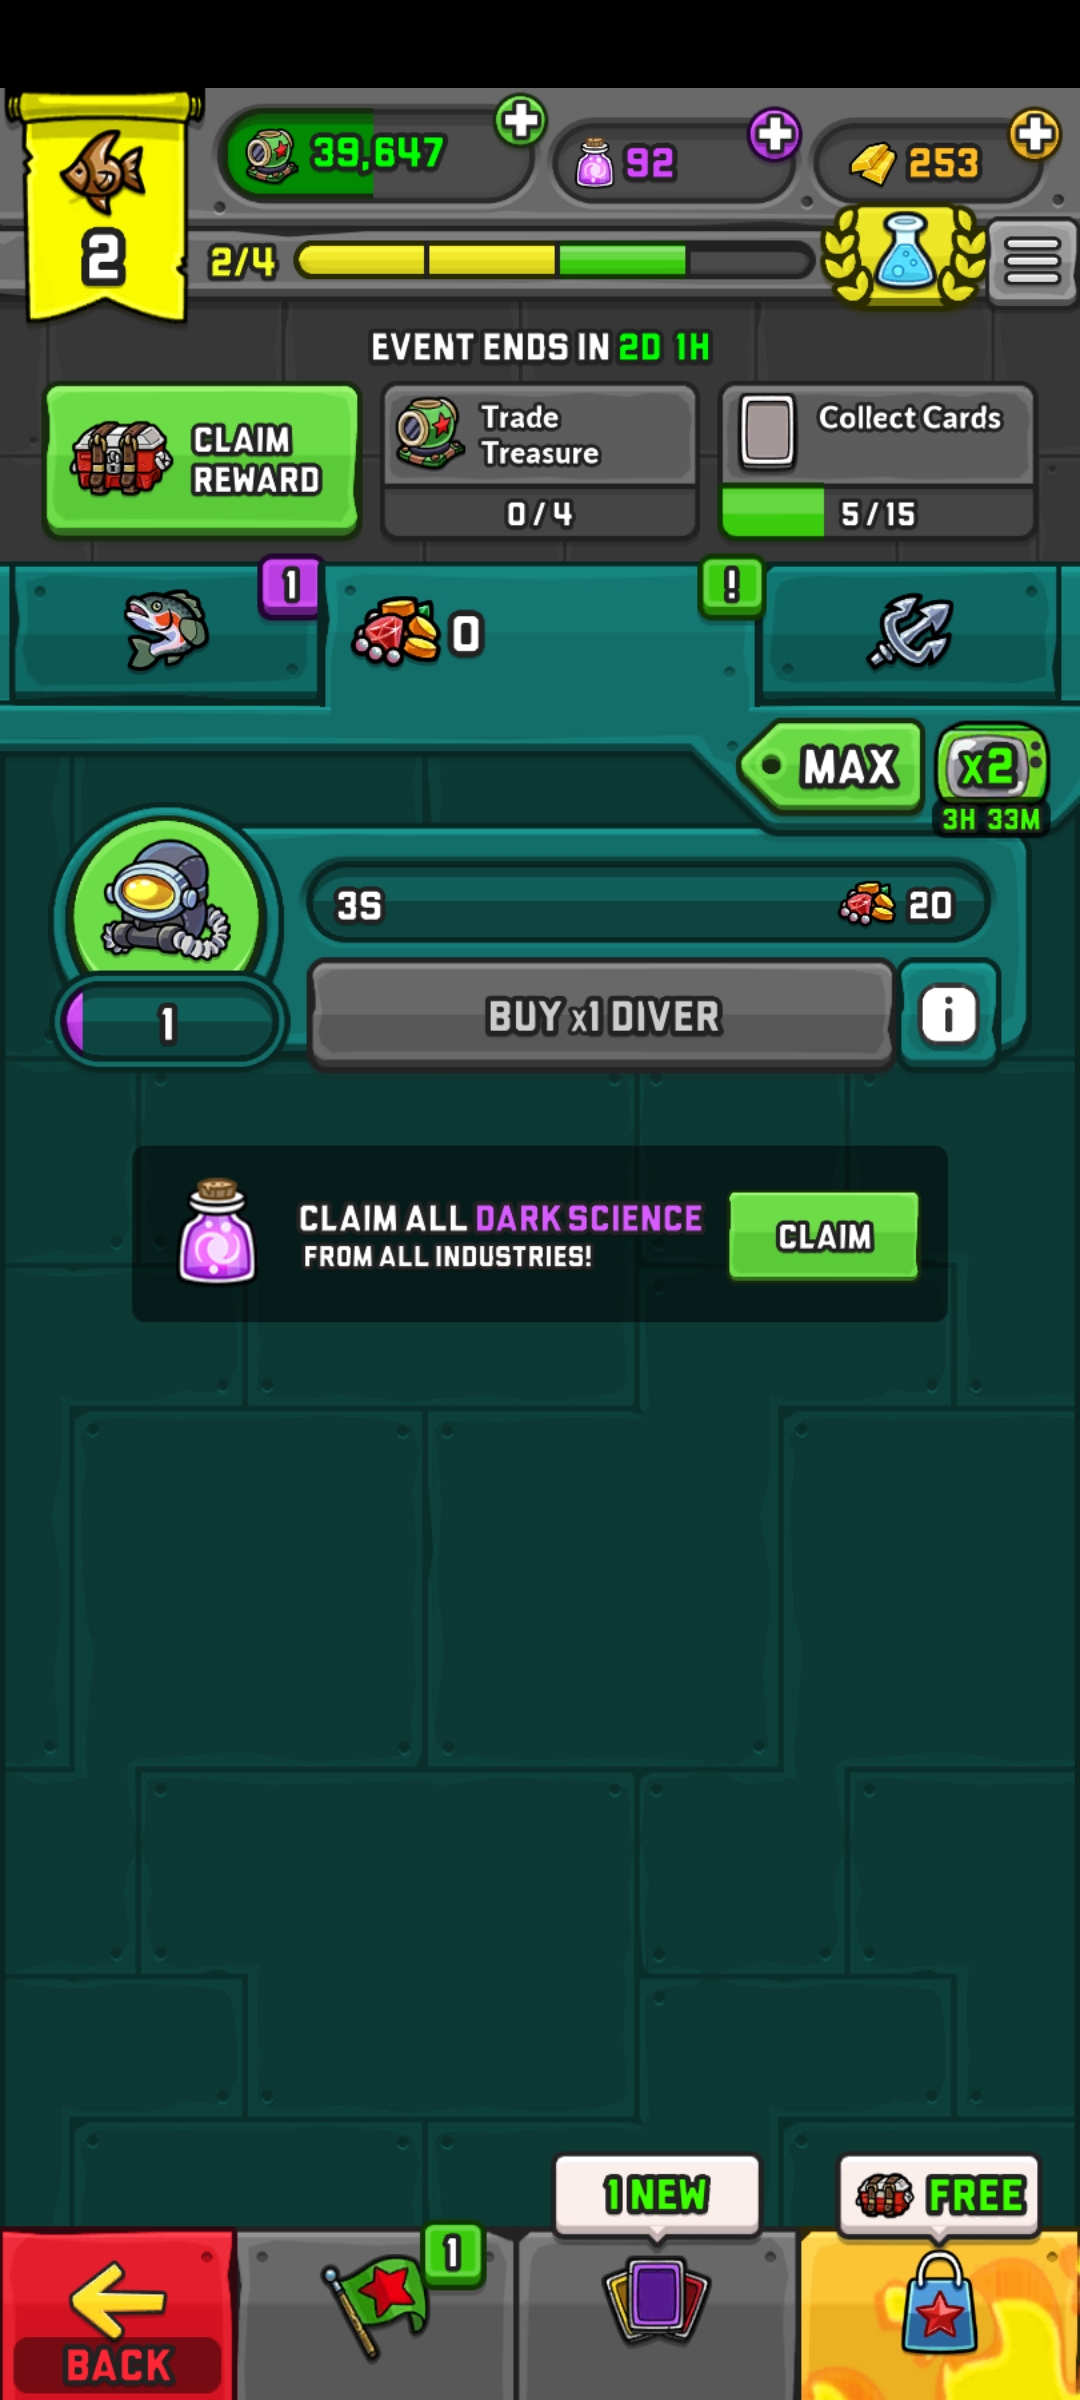 39,647
92
253
2
2/4
EVENT ENDS IN 2D 1H
CLAIM
REWARD
Trade
Treasure
0/4
Collect Cards
5/15
1
0
!
MAX
x2
3H 33M
3S
20
1
BUY x1 DIVER
i
CLAIM ALL DARK SCIENCE
FROM ALL INDUSTRIES!
CLAIM
1 NEW
FREE
1
BACK